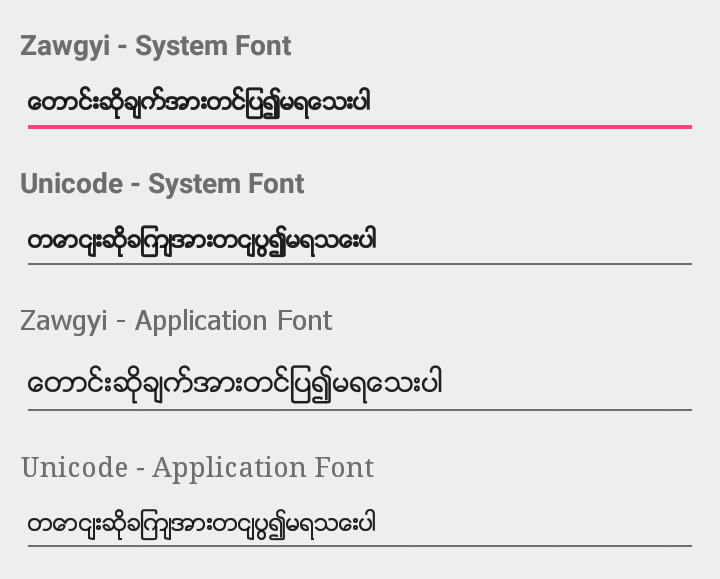 Zawgyi - System Font
တောင်းဆိုချက်အားတင်ပြ၍မရသေးပါ
Unicode - System Font
တောငျးဆိုခကြျအားတငျပွ၍မရသေးပါ
Zawgyi - Application Font
တောင်းဆိုချက်အားတင်ပြ၍မရသေးပါ
Unicode - Application Font
တောငျးဆိုခကြျအားတငျပွ၍မရသေးပါ